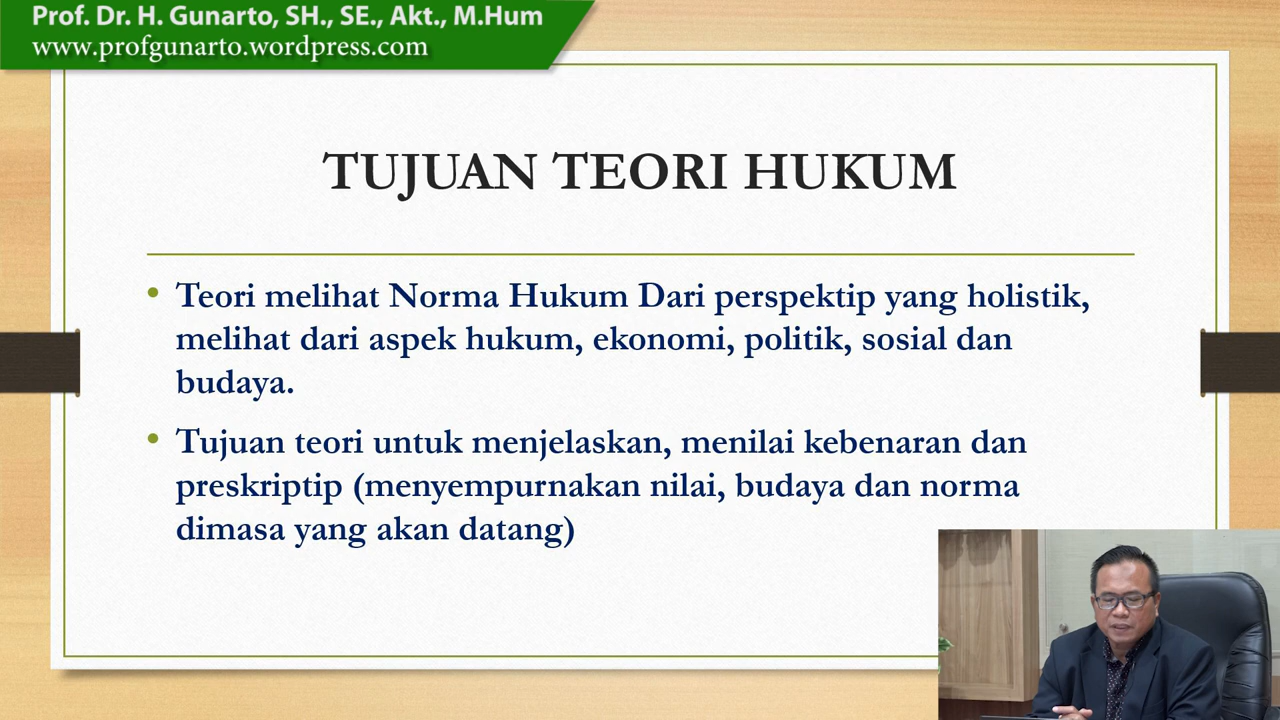 Prof. Dr. H. Gunarto, SH., SE., Akt., M.Hum
www.profgunarto.wordpress.com
TUJUAN TEORI HUKUM
• Teori melihat Norma Hukum Dari perspektip yang holistik,
melihat dari aspek hukum, ekonomi, politik, sosial dan
budaya.
• Tujuan teori untuk menjelaskan, menilai kebenaran dan
preskriptip (menyempurnakan nilai, budaya dan norma
dimasa yang akan datang)